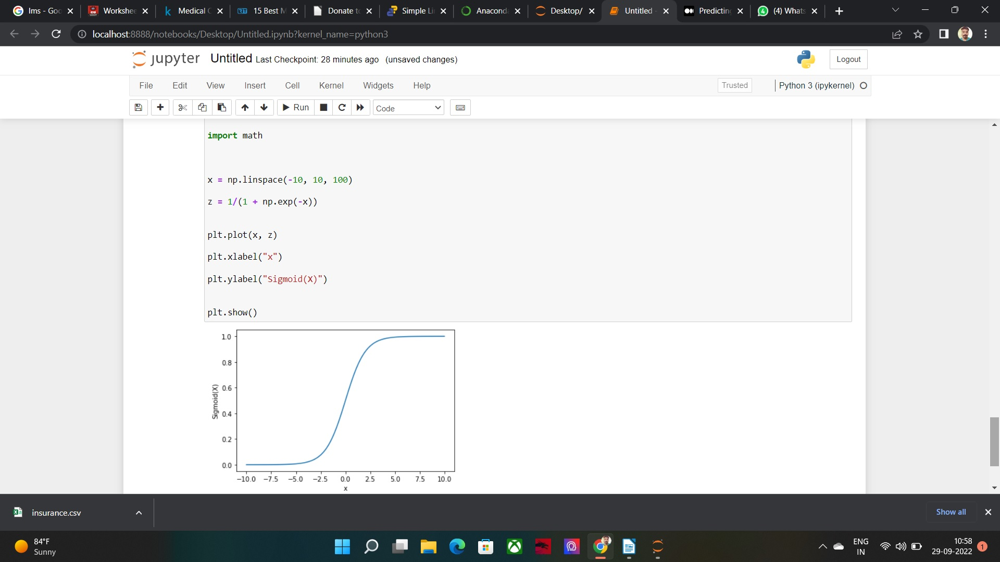 Ims - Goo
Workshee
Medical C
15 Best M
Donate to
Simple Li
Anaconda
Desktop/
Untitled -
Predicting
(4) Whats
localhost:8888/notebooks/Desktop/Untitled.ipynb?kernel_name=python3
jupyter Untitled Last Checkpoint: 28 minutes ago (unsaved changes)
Logout
File Edit View Insert Cell Kernel Widgets Help
Trusted
Python 3 (ipykernel)
Run
Code
import math
x = np.linspace(-10, 10, 100)
z = 1/(1 + np.exp(-x))
plt.plot(x, z)
plt.xlabel("x")
plt.ylabel("Sigmoid(X)")
plt.show()
1.0
0.8
0.6
0.4
0.2
0.0
Sigmoid(X)
−10.0 −7.5 −5.0 −2.5 0.0 2.5 5.0 7.5 10.0
x
insurance.csv
Show all
84°F
Sunny
ENG
IN
10:58
29-09-2022
1